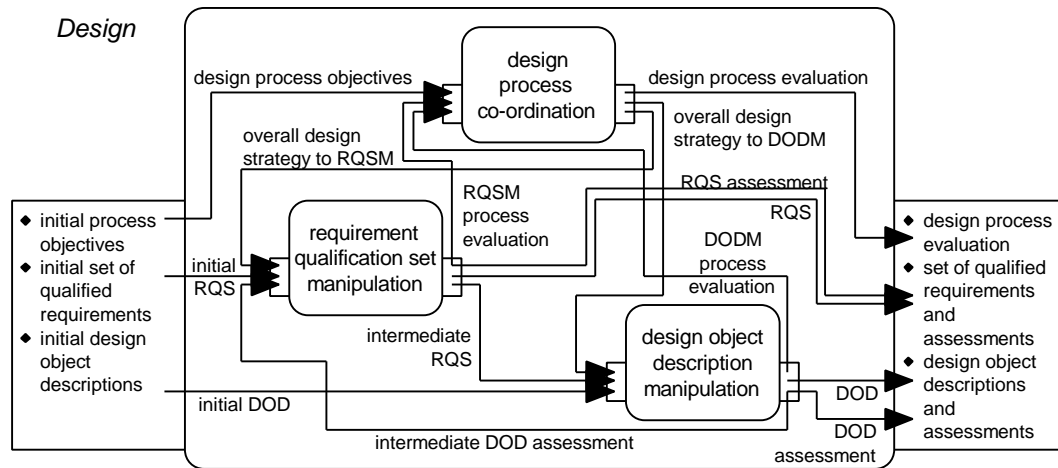 Design
design
process
co-ordination
design process objectives
design process evaluation
overall design
strategy to RQSM
overall design
strategy to DODM
RQSM
process
evaluation
RQS assessment
RQS
◆ initial process
objectives
◆ initial set of
qualified
requirements
◆ initial design
object
descriptions
initial
RQS
requirement
qualification set
manipulation
DODM
process
evaluation
intermediate
RQS
design object
description
manipulation
initial DOD
intermediate DOD assessment
DOD
DOD
assessment
◆ design process
evaluation
◆ set of qualified
requirements
and
assessments
◆ design object
descriptions
and
assessments